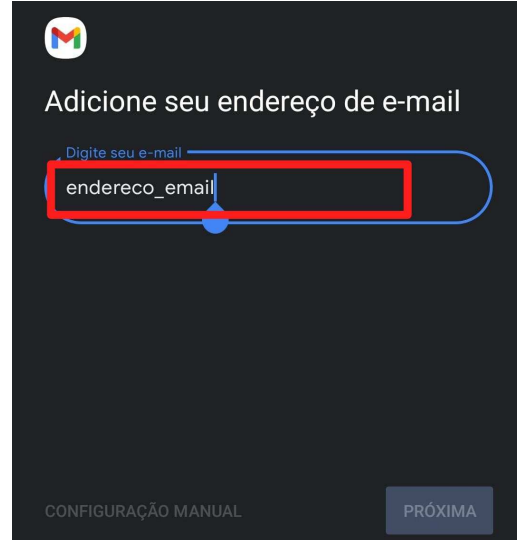 Adicione seu endereço de e-mail
Digite seu e-mail
endereco_email
CONFIGURAÇÃO MANUAL
PRÓXIMA